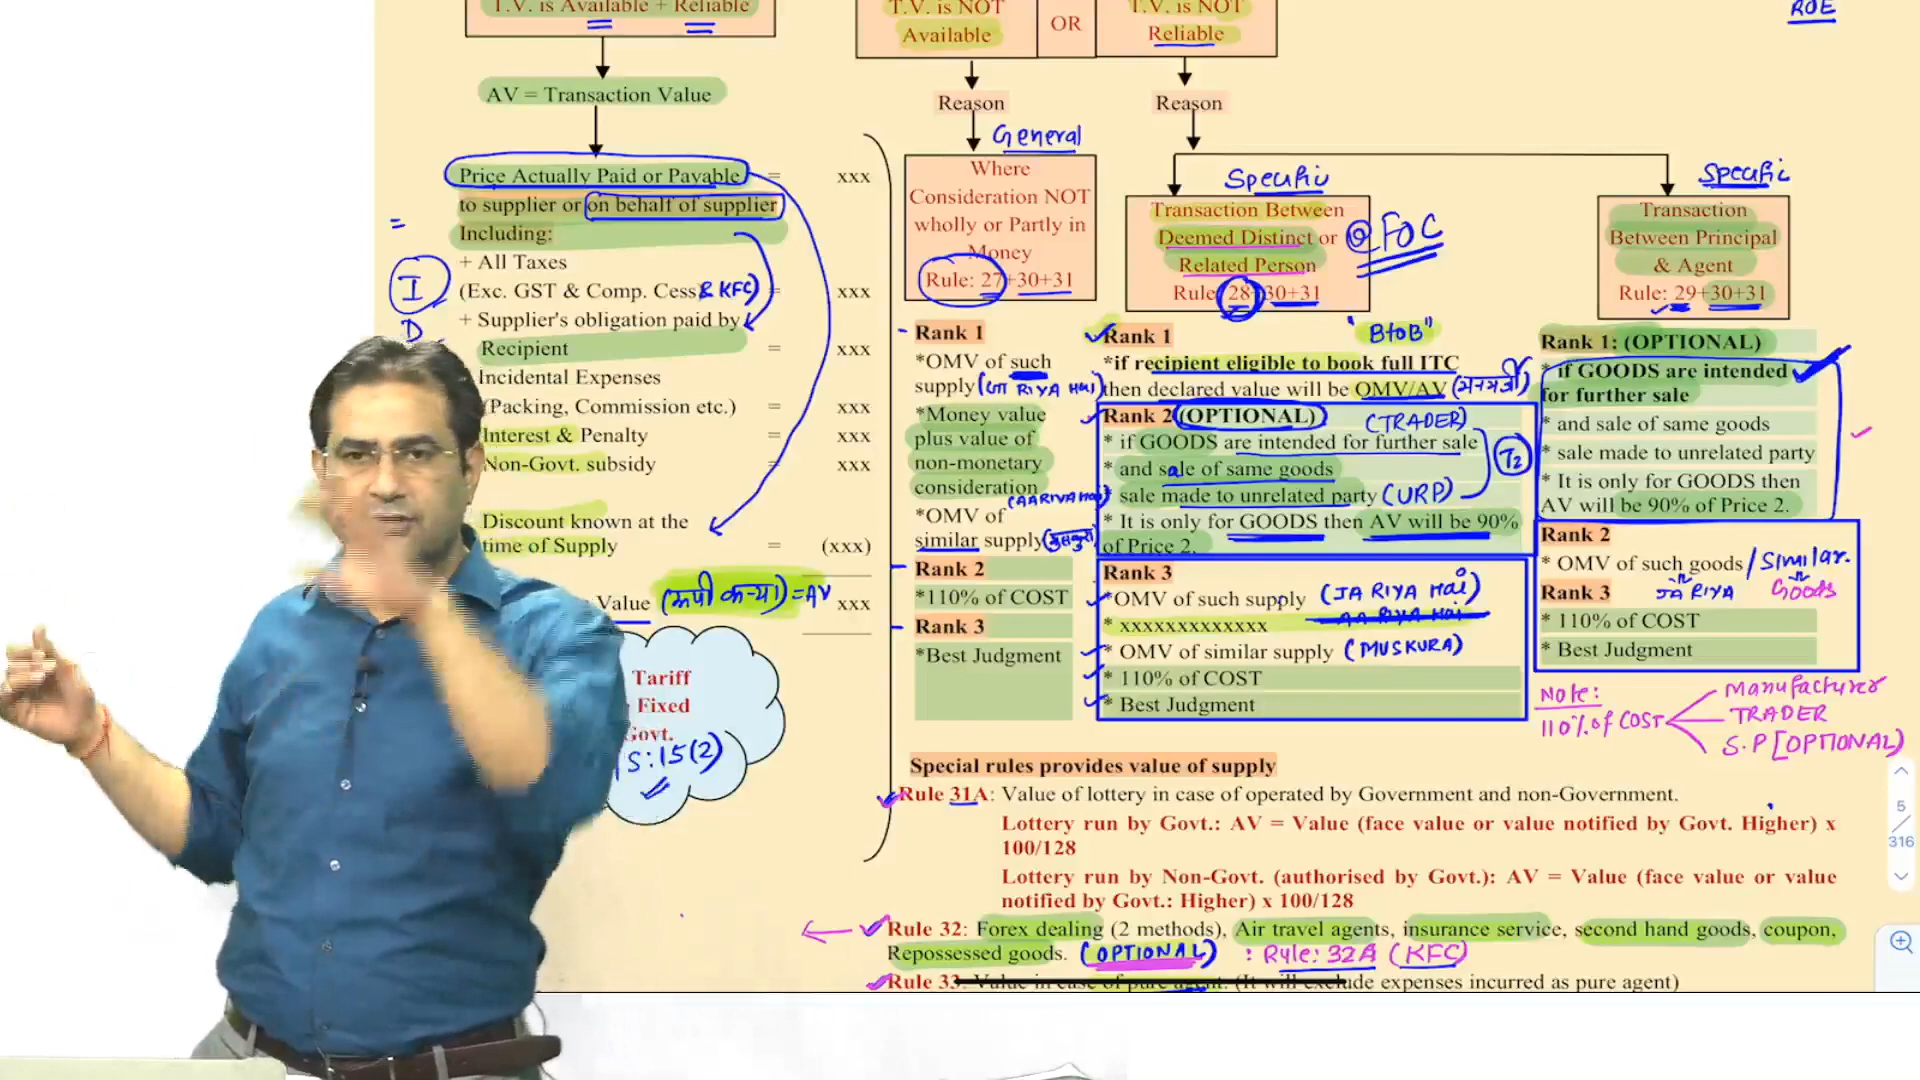 T.V. is Available + Reliable
T.V. is NOT
Available
OR
T.V. is NOT
Reliable
ROE
AV = Transaction Value
Reason
Reason
General
Price Actually Paid or Payable = xxx
to supplier or on behalf of supplier
Including:
+ All Taxes
(Exc. GST & Comp. Cess & KFC) xxx
+ Supplier's obligation paid by
Recipient = xxx
Incidental Expenses
(Packing, Commission etc.) = xxx
Interest & Penalty = xxx
Non-Govt. subsidy = xxx
Discount known at the
time of Supply = (xxx)
Value = AV xxx
=
I
D
Tariff
Fixed
Govt.
S:15(2)
Where
Consideration NOT
wholly or Partly in
Money
Rule: 27+30+31
Rank 1
*OMV of such
supply (JA RIYA HAI)
*Money value
plus value of
non-monetary
consideration
(AA RIYA HAI)
*OMV of
similar supply
Rank 2
*110% of COST
Rank 3
*Best Judgment
Specific
Transaction Between
Deemed Distinct or
Related Person
Rule: 28+30+31
@FOC
"BtoB"
Rank 1
*if recipient eligible to book full ITC
then declared value will be OMV/AV
Rank 2 (OPTIONAL) (TRADER)
* if GOODS are intended for further sale
* and sale of same goods
* sale made to unrelated party (URP)
T2
* It is only for GOODS then AV will be 90%
of Price 2.
Rank 3
*OMV of such supply (JA RIYA HAI)
* xxxxxxxxxxxxx AA RIYA HAI
* OMV of similar supply (MUSKURA)
* 110% of COST
* Best Judgment
Specific
Transaction
Between Principal
& Agent
Rule: 29+30+31
Rank 1: (OPTIONAL)
* if GOODS are intended
for further sale
* and sale of same goods
* sale made to unrelated party
* It is only for GOODS then
AV will be 90% of Price 2.
Rank 2
* OMV of such goods / Similar.
Rank 3 JA RIYA Goods
* 110% of COST
* Best Judgment
Note:
110% of COST
Manufacturer
TRADER
S.P [OPTIONAL)
Special rules provides value of supply
Rule 31A: Value of lottery in case of operated by Government and non-Government.
Lottery run by Govt.: AV = Value (face value or value notified by Govt. Higher) x
100/128
Lottery run by Non-Govt. (authorised by Govt.): AV = Value (face value or value
notified by Govt.: Higher) x 100/128
Rule 32: Forex dealing (2 methods), Air travel agents, insurance service, second hand goods, coupon,
Repossessed goods. (OPTIONAL) : Rule: 32A (KFC)
Rule 33: Value in case of pure agent. (It will exclude expenses incurred as pure agent)
5
316